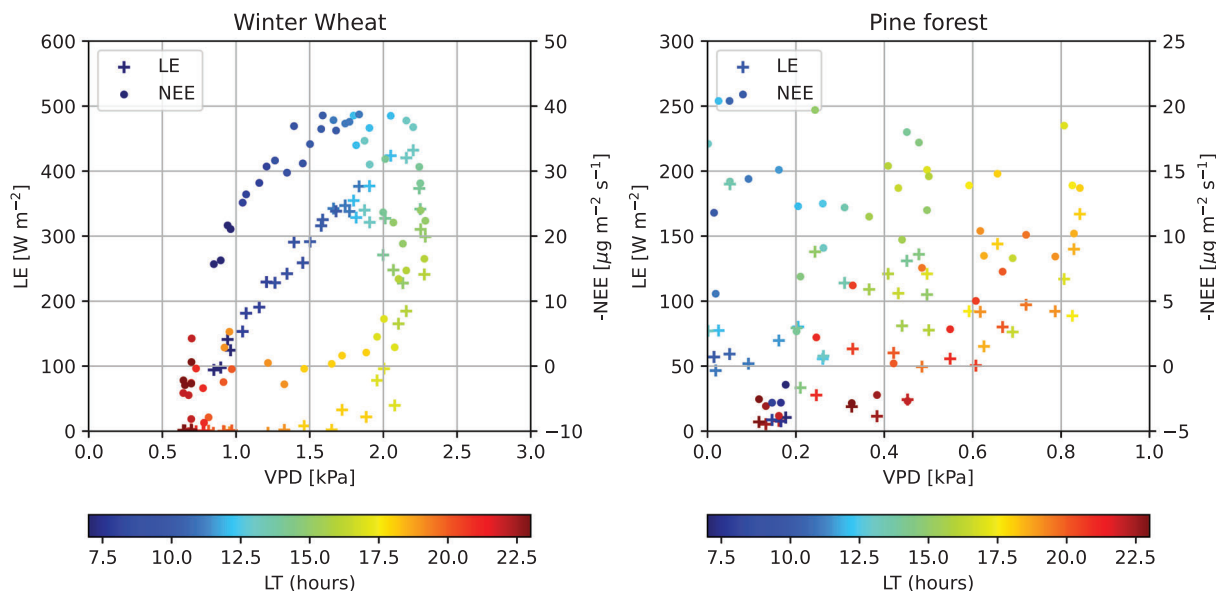 Winter Wheat
600
500
400
300
200
100
0
LE [W m⁻²]
50
40
30
20
10
0
−10
-NEE [μg m⁻² s⁻¹]
LE
NEE
0.0 0.5 1.0 1.5 2.0 2.5 3.0
VPD [kPa]
7.5 10.0 12.5 15.0 17.5 20.0 22.5
LT (hours)
Pine forest
300
250
200
150
100
50
0
LE [W m⁻²]
25
20
15
10
5
0
−5
-NEE [μg m⁻² s⁻¹]
LE
NEE
0.0 0.2 0.4 0.6 0.8 1.0
VPD [kPa]
7.5 10.0 12.5 15.0 17.5 20.0 22.5
LT (hours)